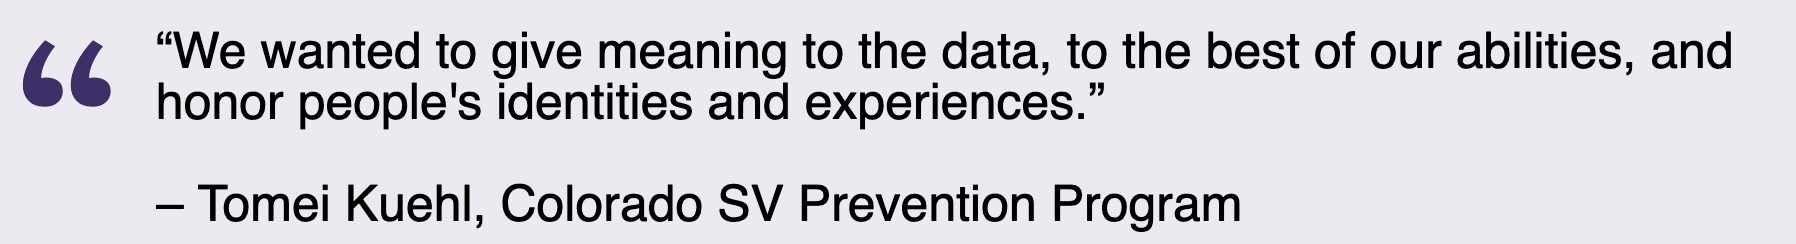 “We wanted to give meaning to the data, to the best of our abilities, and
honor people's identities and experiences.”
– Tomei Kuehl, Colorado SV Prevention Program